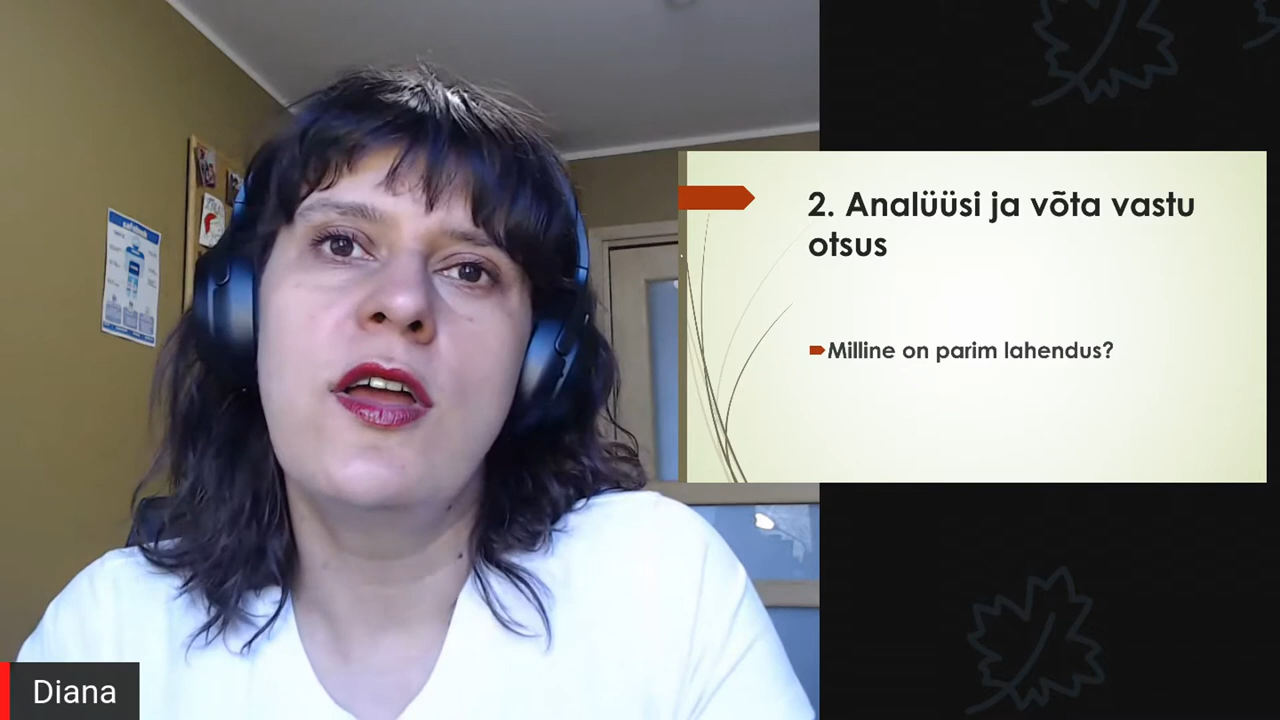 2. Analüüsi ja võta vastu
otsus
Milline on parim lahendus?
Diana